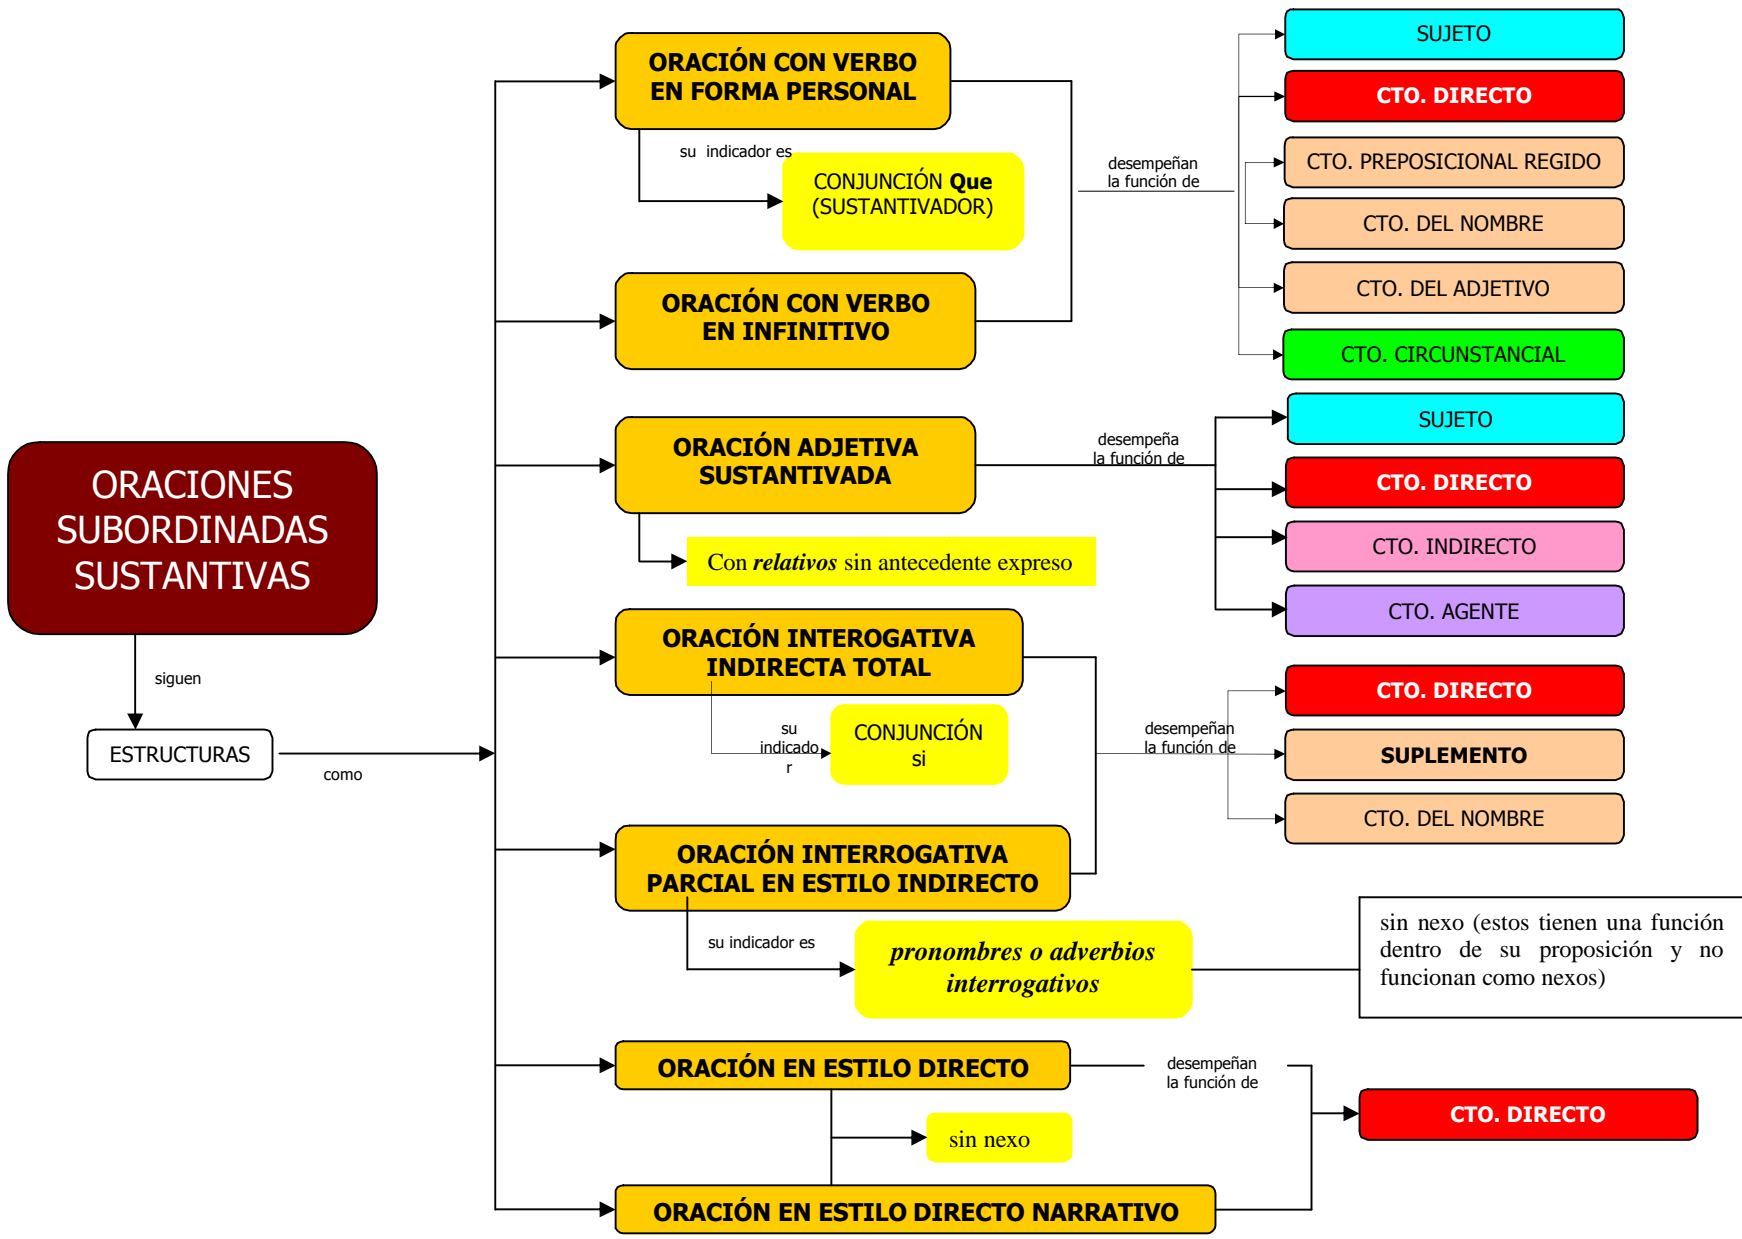 ORACIONES
SUBORDINADAS
SUSTANTIVAS
siguen
ESTRUCTURAS
como
ORACIÓN CON VERBO
EN FORMA PERSONAL
su indicador es
CONJUNCIÓN Que
(SUSTANTIVADOR)
ORACIÓN CON VERBO
EN INFINITIVO
desempeñan
la función de
SUJETO
CTO. DIRECTO
CTO. PREPOSICIONAL REGIDO
CTO. DEL NOMBRE
CTO. DEL ADJETIVO
CTO. CIRCUNSTANCIAL
ORACIÓN ADJETIVA
SUSTANTIVADA
Con relativos sin antecedente expreso
desempeña
la función de
SUJETO
CTO. DIRECTO
CTO. INDIRECTO
CTO. AGENTE
ORACIÓN INTEROGATIVA
INDIRECTA TOTAL
su
indicado
r
CONJUNCIÓN
si
ORACIÓN INTERROGATIVA
PARCIAL EN ESTILO INDIRECTO
su indicador es
pronombres o adverbios
interrogativos
desempeñan
la función de
CTO. DIRECTO
SUPLEMENTO
CTO. DEL NOMBRE
sin nexo (estos tienen una función
dentro de su proposición y no
funcionan como nexos)
ORACIÓN EN ESTILO DIRECTO
sin nexo
ORACIÓN EN ESTILO DIRECTO NARRATIVO
desempeñan
la función de
CTO. DIRECTO